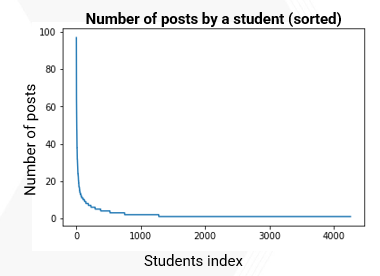 Number of posts by a student (sorted)
Number of posts
100
80
60
40
20
0
0 1000 2000 3000 4000
Students index